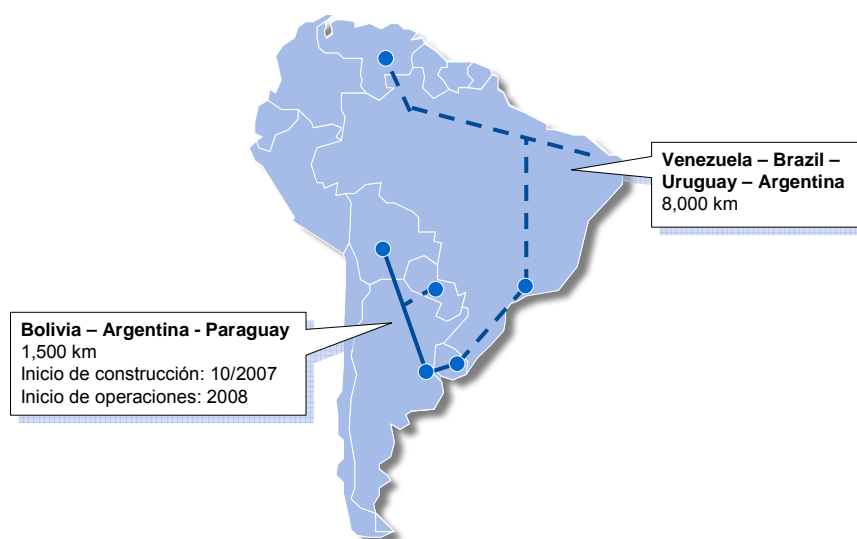 Venezuela – Brazil –
Uruguay – Argentina
8,000 km
Bolivia – Argentina - Paraguay
1,500 km
Inicio de construcción: 10/2007
Inicio de operaciones: 2008